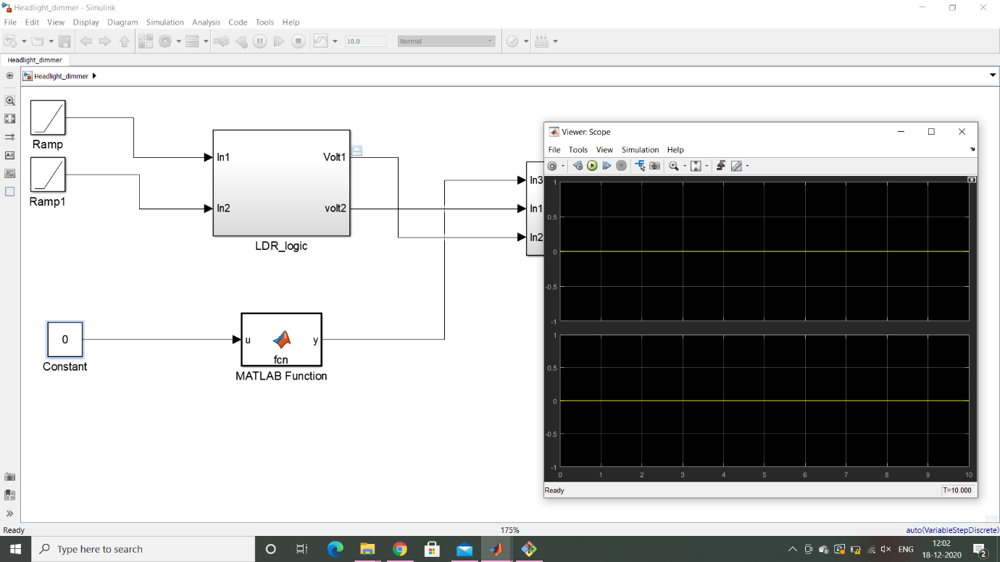 Headlight_dimmer - Simulink
File Edit View Display Diagram Simulation Analysis Code Tools Help
10.0 Normal
Headlight_dimmer
Headlight_dimmer
Ramp
Ramp1
In1 Volt1
In2 volt2
LDR_logic
0
Constant
u y
fcn
MATLAB Function
In3
In1
In2
Viewer: Scope
File Tools View Simulation Help
1
0.5
0
-0.5
-1
1
0.5
0
-0.5
-1
0 1 2 3 4 5 6 7 8 9 10
Ready T=10.000
Ready 175% auto(VariableStepDiscrete)
Type here to search
ENG
12:02
18-12-2020
2